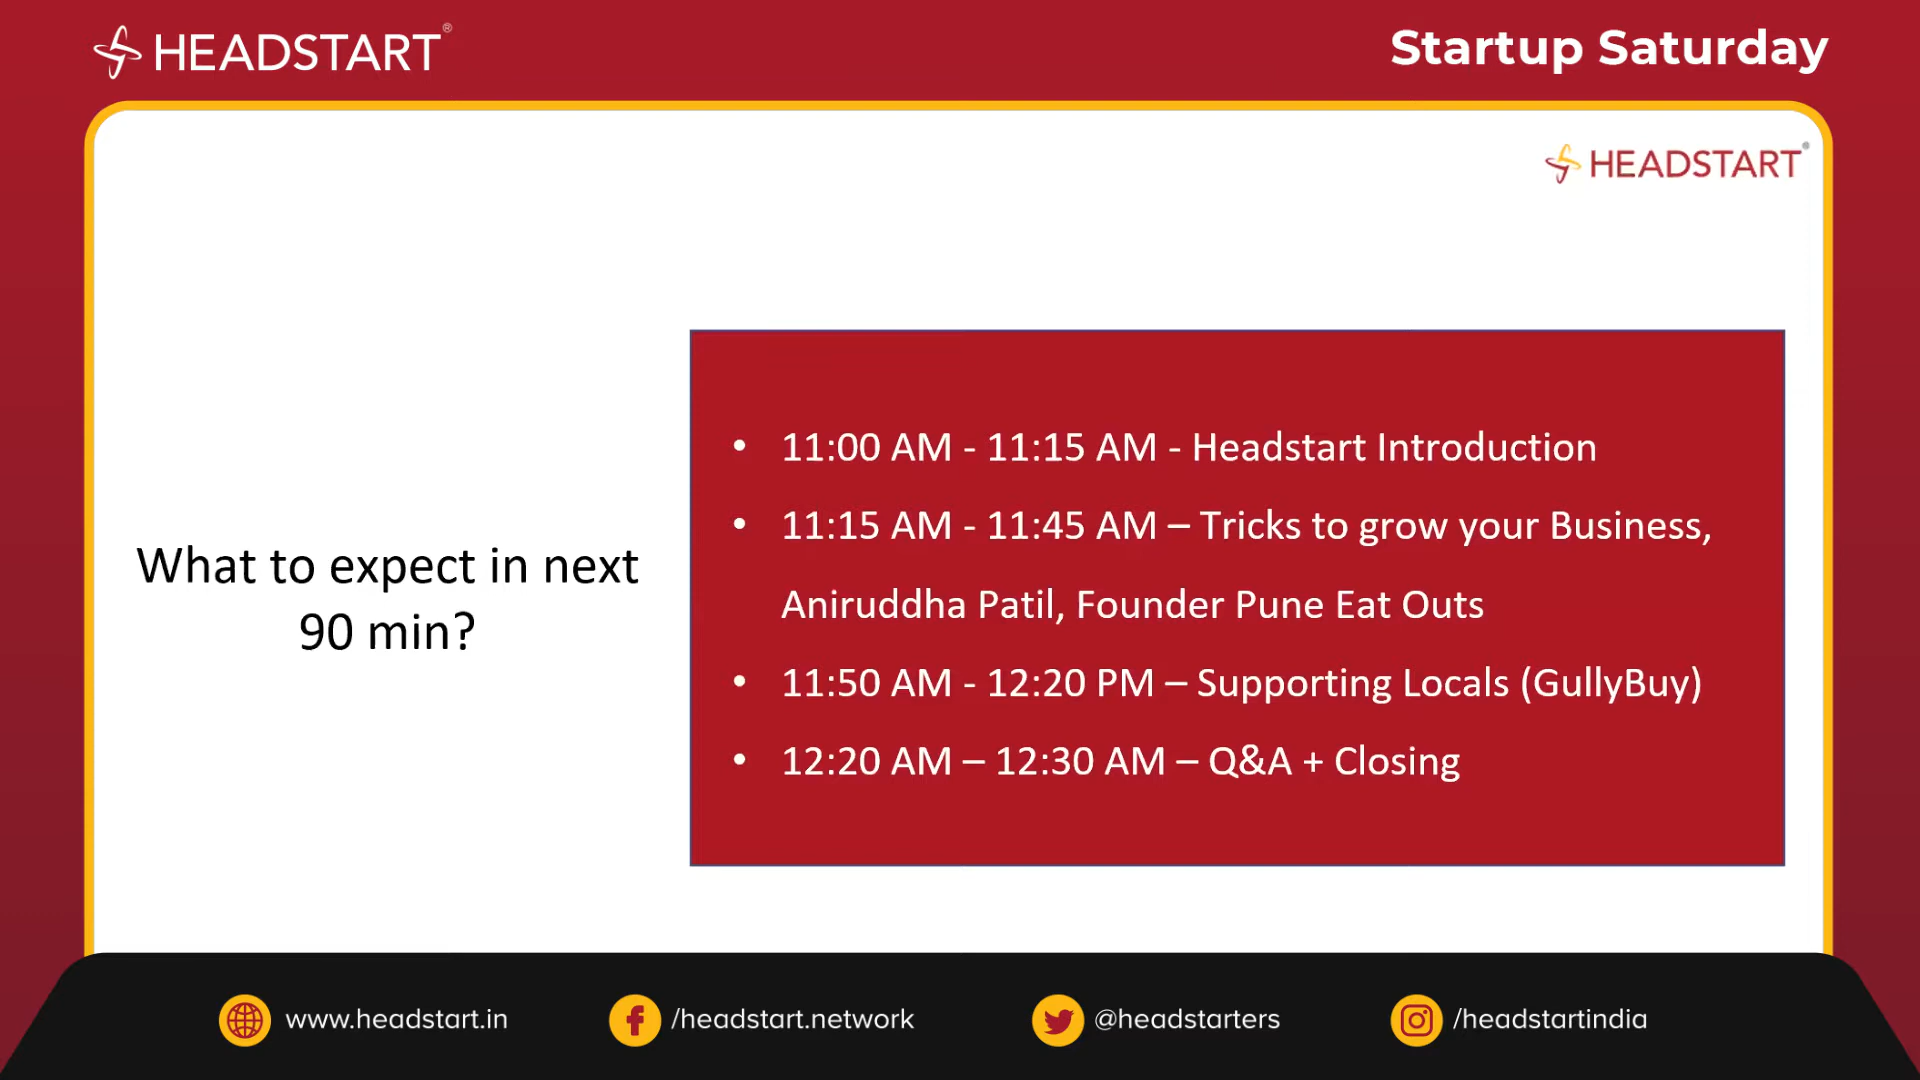 HEADSTART®
Startup Saturday
HEADSTART®
What to expect in next
90 min?
• 11:00 AM - 11:15 AM - Headstart Introduction
• 11:15 AM - 11:45 AM – Tricks to grow your Business,
Aniruddha Patil, Founder Pune Eat Outs
• 11:50 AM - 12:20 PM – Supporting Locals (GullyBuy)
• 12:20 AM – 12:30 AM – Q&A + Closing
www.headstart.in
/headstart.network
@headstarters
/headstartindia